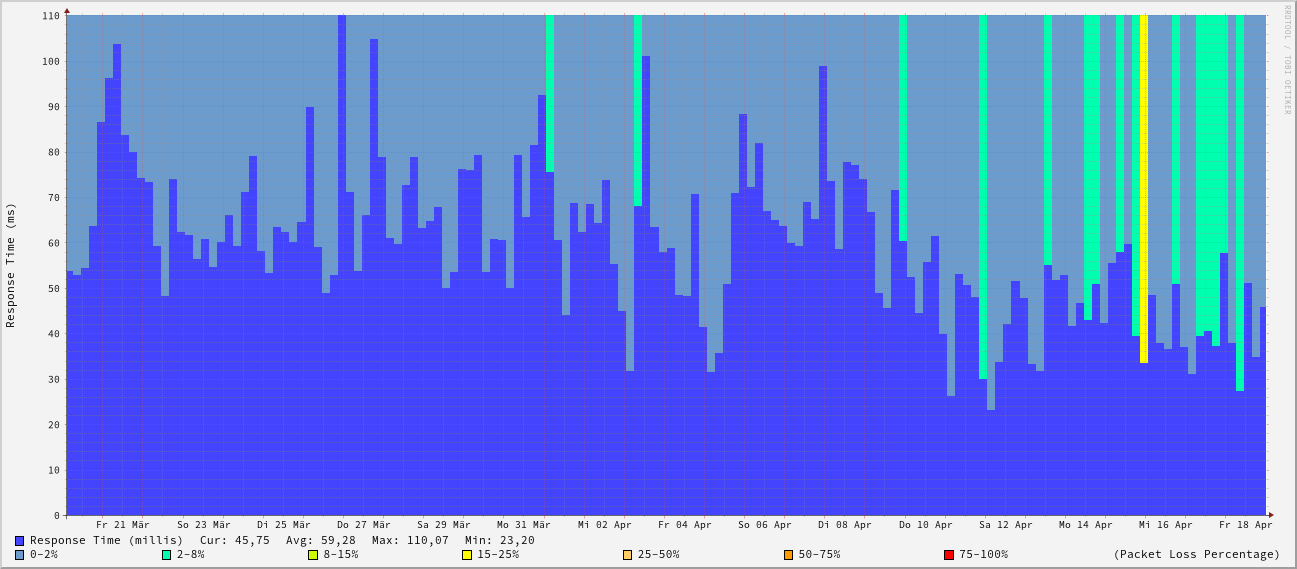 RRDTOOL / TOBI OETIKER
Response Time (ms)
110
100
90
80
70
60
50
40
30
20
10
0
Fr 21 Mär So 23 Mär Di 25 Mär Do 27 Mär Sa 29 Mär Mo 31 Mär Mi 02 Apr Fr 04 Apr So 06 Apr Di 08 Apr Do 10 Apr Sa 12 Apr Mo 14 Apr Mi 16 Apr Fr 18 Apr
Response Time (millis) Cur: 45,75 Avg: 59,28 Max: 110,07 Min: 23,20
0-2% 2-8% 8-15% 15-25% 25-50% 50-75% 75-100% (Packet Loss Percentage)